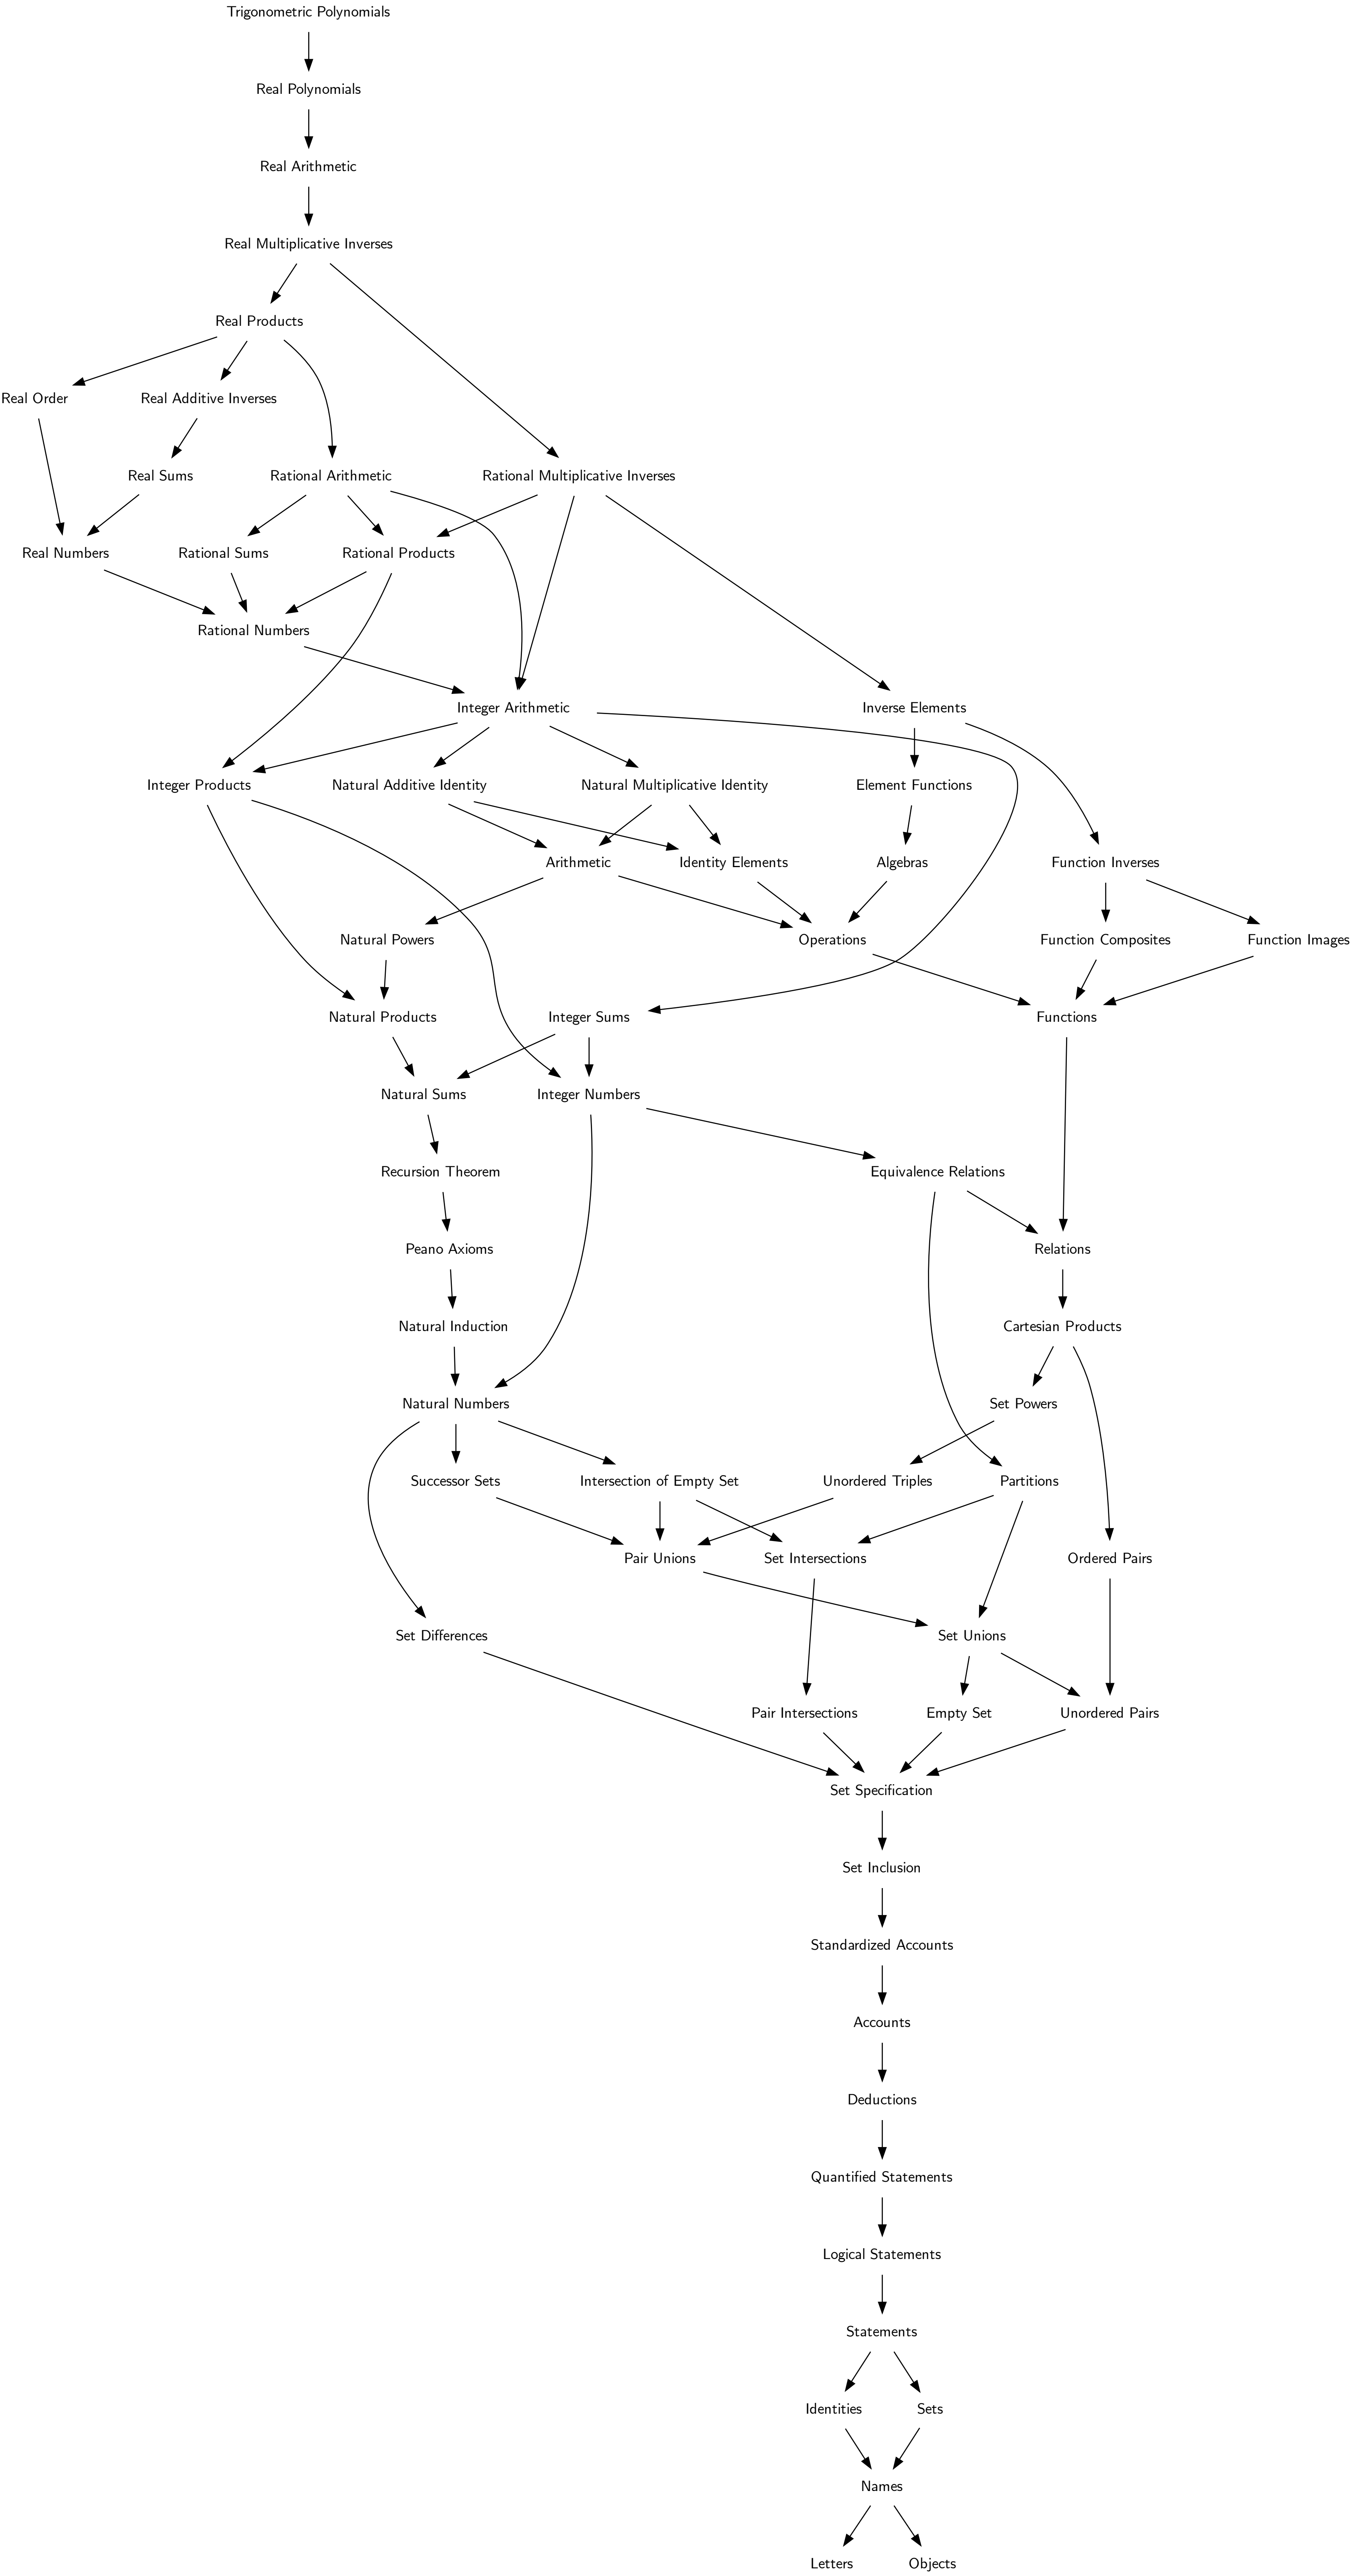 Trigonometric Polynomials
Real Polynomials
Real Arithmetic
Real Multiplicative Inverses
Real Products
Real Order
Real Additive Inverses
Real Sums
Rational Arithmetic
Rational Multiplicative Inverses
Real Numbers
Rational Sums
Rational Products
Rational Numbers
Integer Arithmetic
Inverse Elements
Integer Products
Natural Additive Identity
Natural Multiplicative Identity
Element Functions
Arithmetic
Identity Elements
Algebras
Function Inverses
Natural Powers
Operations
Function Composites
Function Images
Natural Products
Integer Sums
Functions
Natural Sums
Integer Numbers
Recursion Theorem
Equivalence Relations
Peano Axioms
Relations
Natural Induction
Cartesian Products
Natural Numbers
Set Powers
Successor Sets
Intersection of Empty Set
Unordered Triples
Partitions
Pair Unions
Set Intersections
Ordered Pairs
Set Differences
Set Unions
Pair Intersections
Empty Set
Unordered Pairs
Set Specification
Set Inclusion
Standardized Accounts
Accounts
Deductions
Quantified Statements
Logical Statements
Statements
Identities
Sets
Names
Letters
Objects